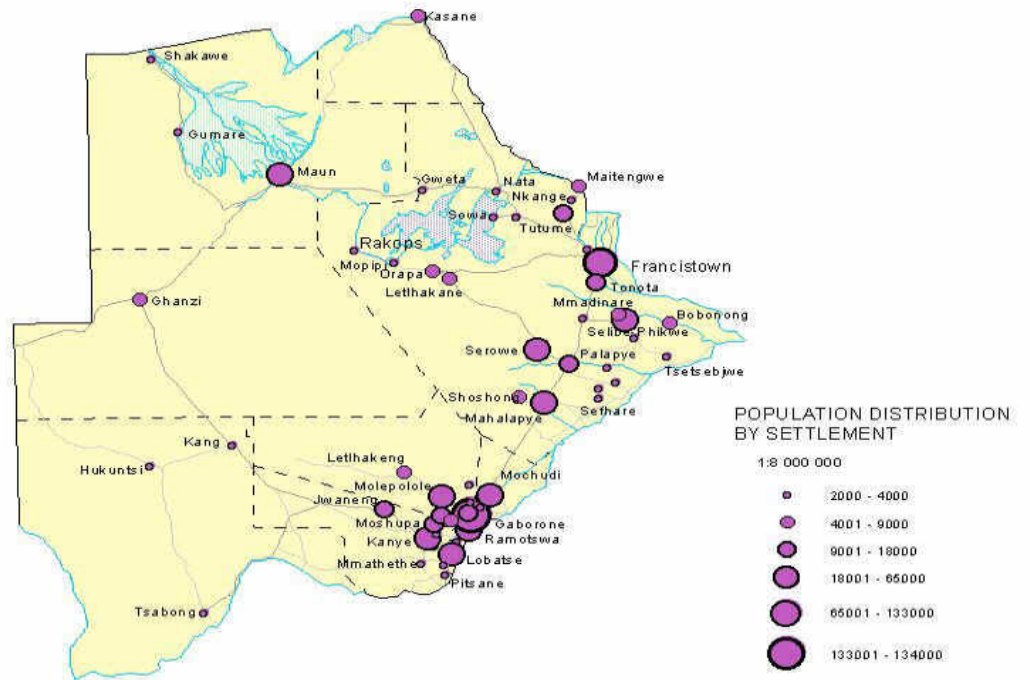 Kasane
Shakawe
Gumare
Maun
Gweta
Nata
Maitengwe
Nkange
Sowa
Tutume
Rakops
Mopipi
Orapa
Francistown
Letlhakane
Tonota
Mmadinare
Ghanzi
Bobonong
Selibe Phikwe
Serowe
Palapye
Tsetsebjwe
Shoshong
Sefhare
Mahalapye
POPULATION DISTRIBUTION
BY SETTLEMENT
1:8 000 000
2000 - 4000
4001 - 9000
9001 - 18000
18001 - 65000
65001 - 133000
133001 - 134000
Kang
Hukuntsi
Letlhakeng
Mochudi
Molepolole
Jwaneng
Moshupa
Gaborone
Kanye
Ramotswa
Lobatse
Mmathethe
Pitsane
Tsabong